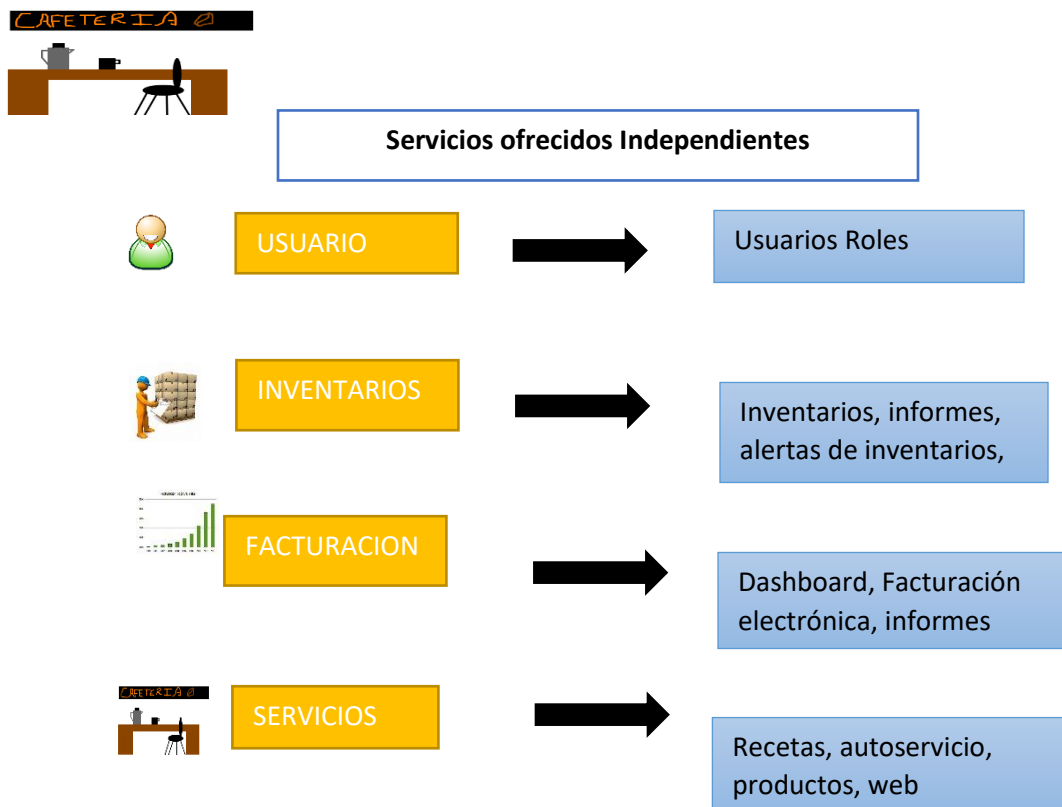 CAFETERIA
Servicios ofrecidos Independientes
USUARIO
Usuarios Roles
INVENTARIOS
Inventarios, informes,
alertas de inventarios,
FACTURACION
Dashboard, Facturación
electrónica, informes
CAFETERIA
SERVICIOS
Recetas, autoservicio,
productos, web